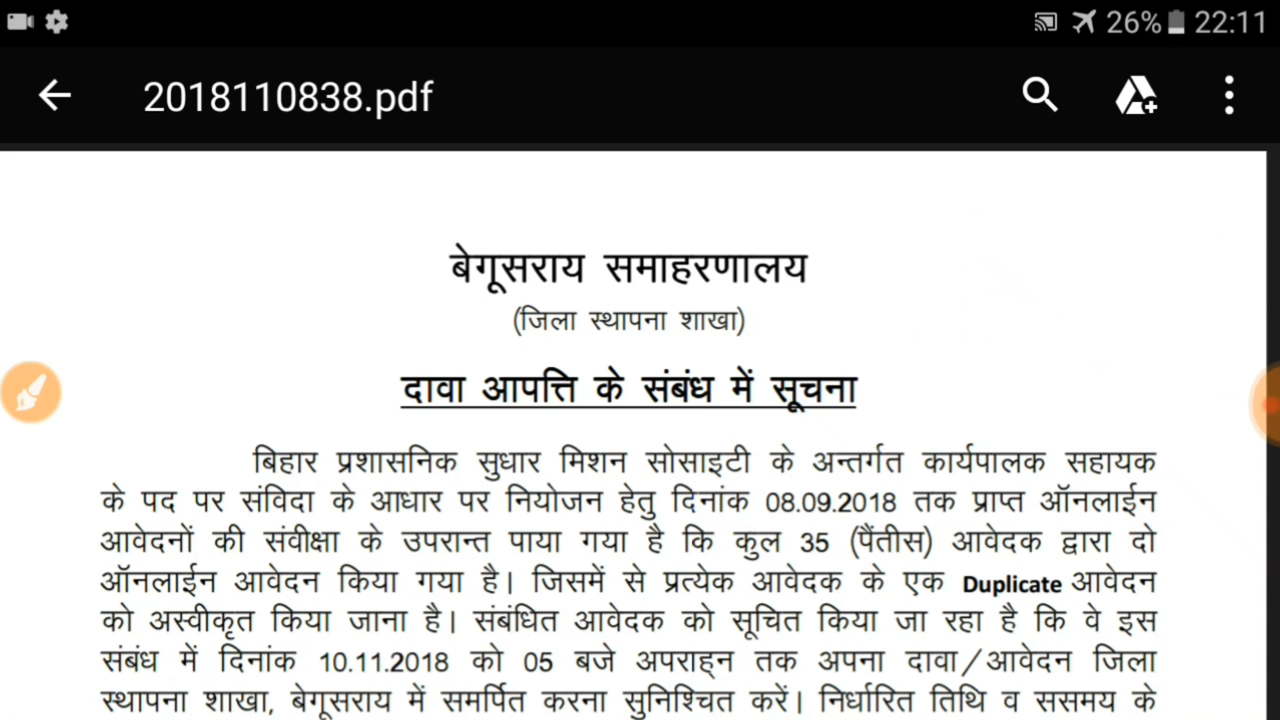 26% 22:11
2018110838.pdf
बेगूसराय समाहरणालय
(जिला स्थापना शाखा)
दावा आपत्ति के संबंध में सूचना
बिहार प्रशासनिक सुधार मिशन सोसाइटी के अन्तर्गत कार्यपालक सहायक
के पद पर संविदा के आधार पर नियोजन हेतु दिनांक 08.09.2018 तक प्राप्त ऑनलाईन
आवेदनों की संवीक्षा के उपरान्त पाया गया है कि कुल 35 (पैंतीस) आवेदक द्वारा दो
ऑनलाईन आवेदन किया गया है। जिसमें से प्रत्येक आवेदक के एक Duplicate आवेदन
को अस्वीकृत किया जाना है। संबंधित आवेदक को सूचित किया जा रहा है कि वे इस
संबंध में दिनांक 10.11.2018 को 05 बजे अपराह्न तक अपना दावा/आवेदन जिला
स्थापना शाखा, बेगूसराय में समर्पित करना सुनिश्चित करें। निर्धारित तिथि व ससमय के